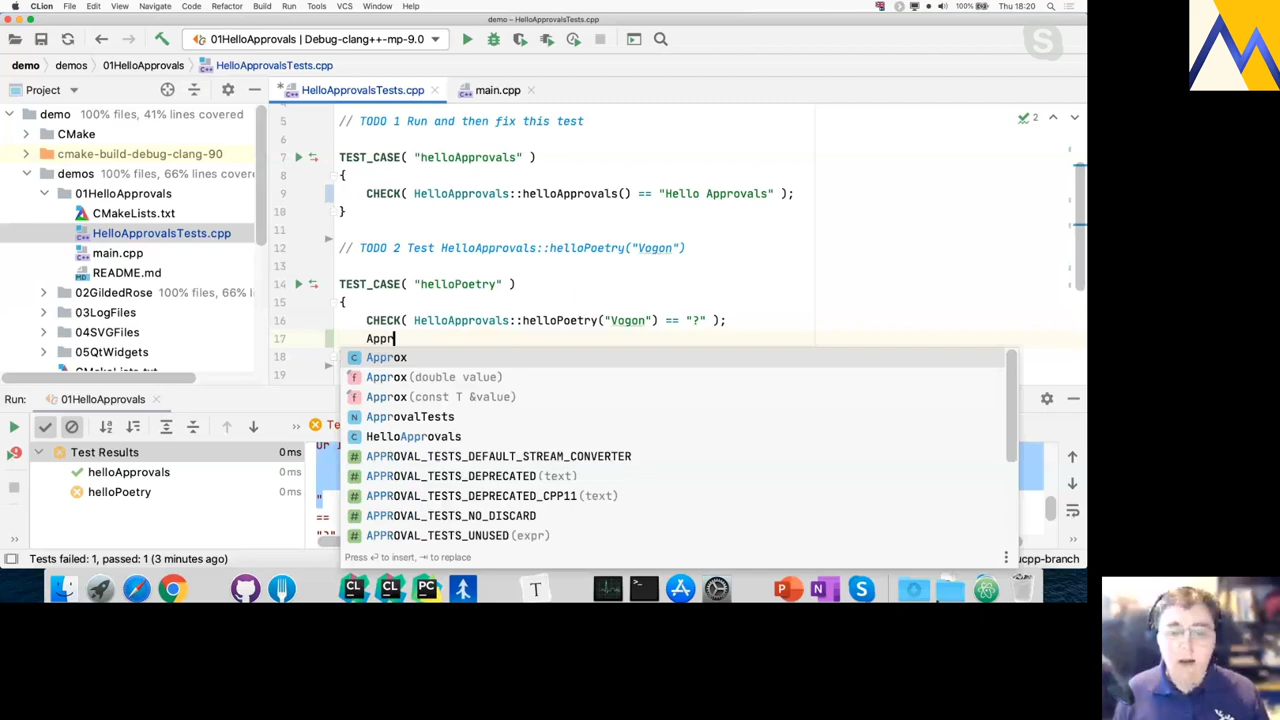 CLion File Edit View Navigate Code Refactor Build Run Tools VCS Window Help 100% Thu 18:20
demo – HelloApprovalsTests.cpp
01HelloApprovals | Debug-clang++-mp-9.0
demo demos 01HelloApprovals HelloApprovalsTests.cpp
Project
HelloApprovalsTests.cpp main.cpp
demo 100% files, 41% lines covered
CMake
cmake-build-debug-clang-90
demos 100% files, 66% lines covere
01HelloApprovals
CMakeLists.txt
HelloApprovalsTests.cpp
main.cpp
README.md
02GildedRose 100% files, 66% l
03LogFiles
04SVGFiles
05QtWidgets
CMakeLists.txt
5 // TODO 1 Run and then fix this test
6
7 TEST_CASE( "helloApprovals" )
8 {
9 CHECK( HelloApprovals::helloApprovals() == "Hello Approvals" );
10 }
11
12 // TODO 2 Test HelloApprovals::helloPoetry("Vogon")
13
14 TEST_CASE( "helloPoetry" )
15 {
16 CHECK( HelloApprovals::helloPoetry("Vogon") == "?" );
17 Appr
18
19
2
Approx
Approx(double value)
Approx(const T &value)
ApprovalTests
HelloApprovals
APPROVAL_TESTS_DEFAULT_STREAM_CONVERTER
APPROVAL_TESTS_DEPRECATED(text)
APPROVAL_TESTS_DEPRECATED_CPP11(text)
APPROVAL_TESTS_NO_DISCARD
APPROVAL_TESTS_UNUSED(expr)
Press ↵ to insert, ⇥ to replace
Run: 01HelloApprovals
Test Results 0 ms
helloApprovals 0 ms
helloPoetry 0 ms
"
==
"?"
Tests failed: 1, passed: 1 (3 minutes ago)
ucpp-branch